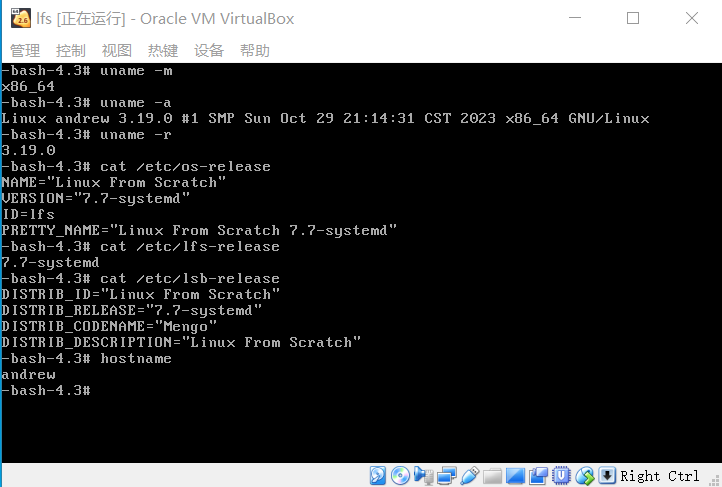 lfs [正在运行] - Oracle VM VirtualBox
管理 控制 视图 热键 设备 帮助
-bash-4.3# uname -m
x86_64
-bash-4.3# uname -a
Linux andrew 3.19.0 #1 SMP Sun Oct 29 21:14:31 CST 2023 x86_64 GNU/Linux
-bash-4.3# uname -r
3.19.0
-bash-4.3# cat /etc/os-release
NAME="Linux From Scratch"
VERSION="7.7-systemd"
ID=lfs
PRETTY_NAME="Linux From Scratch 7.7-systemd"
-bash-4.3# cat /etc/lfs-release
7.7-systemd
-bash-4.3# cat /etc/lsb-release
DISTRIB_ID="Linux From Scratch"
DISTRIB_RELEASE="7.7-systemd"
DISTRIB_CODENAME="Mengo"
DISTRIB_DESCRIPTION="Linux From Scratch"
-bash-4.3# hostname
andrew
-bash-4.3#
Right Ctrl